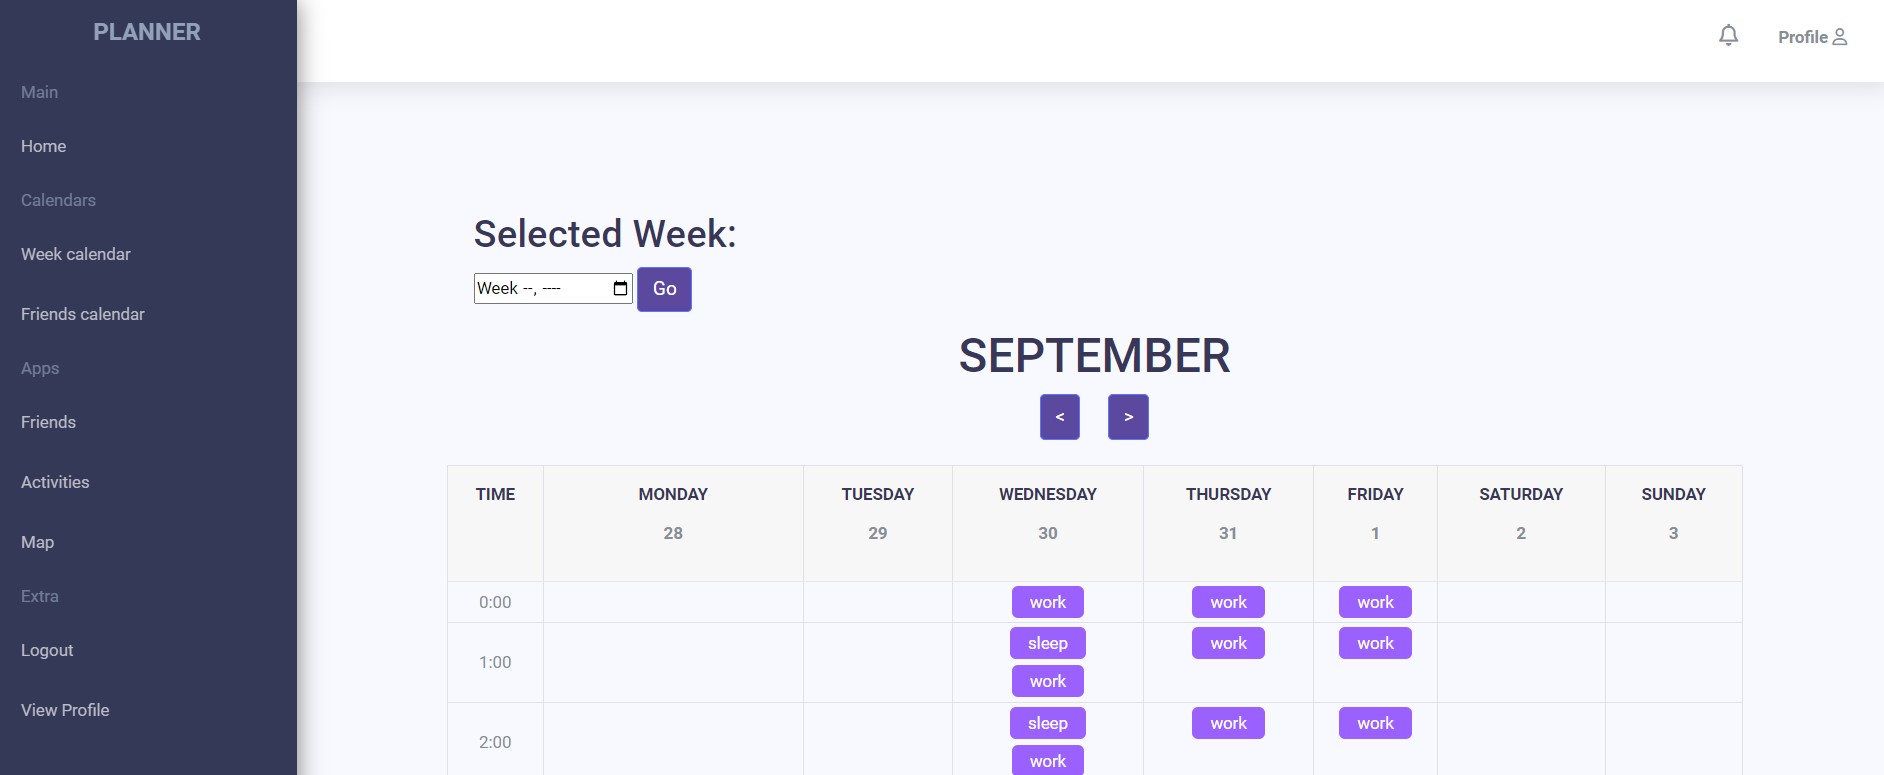 PLANNER
Main
Home
Calendars
Week calendar
Friends calendar
Apps
Friends
Activities
Map
Extra
Logout
View Profile
Profile
Selected Week:
Week --, ----
Go
SEPTEMBER
< >
TIME MONDAY TUESDAY WEDNESDAY THURSDAY FRIDAY SATURDAY SUNDAY
28 29 30 31 1 2 3
0:00 work work work
1:00 sleep work work
work
2:00 sleep work work
work